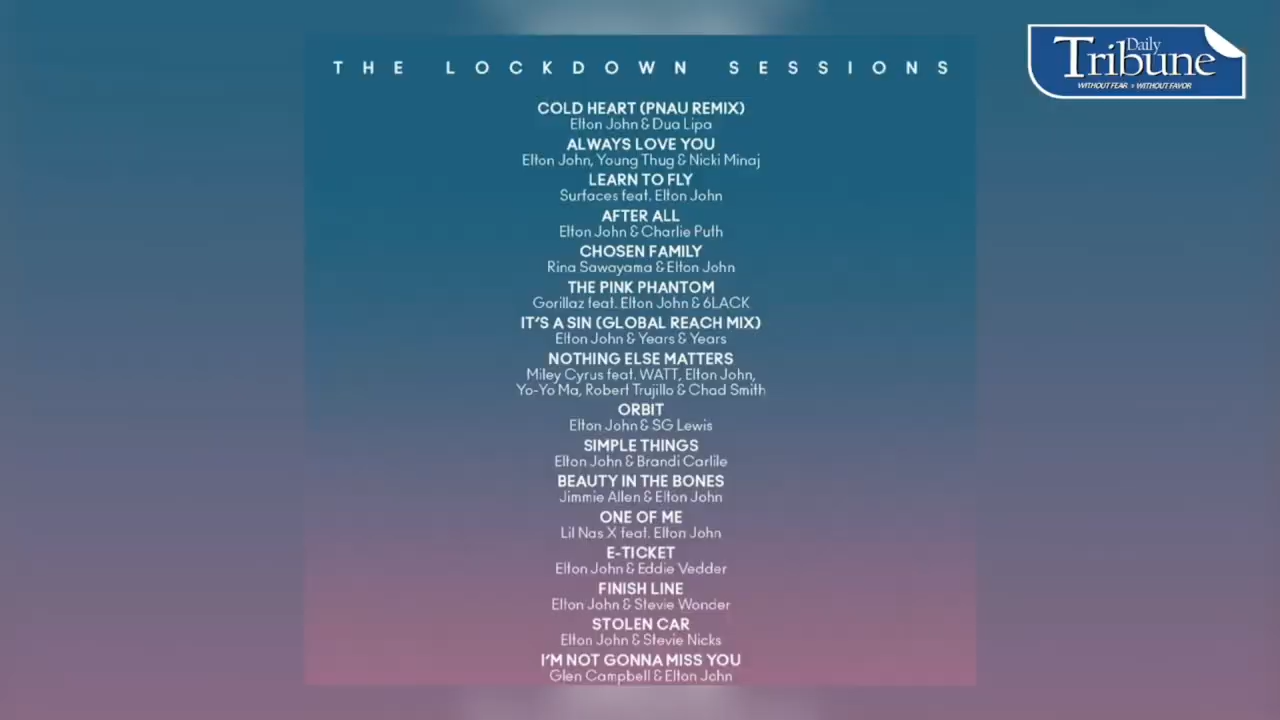 THE LOCKDOWN SESSIONS
Daily
Tribune
WITHOUT FEAR • WITHOUT FAVOR
COLD HEART (PNAU REMIX)
Elton John & Dua Lipa
ALWAYS LOVE YOU
Elton John, Young Thug & Nicki Minaj
LEARN TO FLY
Surfaces feat. Elton John
AFTER ALL
Elton John & Charlie Puth
CHOSEN FAMILY
Rina Sawayama & Elton John
THE PINK PHANTOM
Gorillaz feat. Elton John & 6LACK
IT'S A SIN (GLOBAL REACH MIX)
Elton John & Years & Years
NOTHING ELSE MATTERS
Miley Cyrus feat. WATT, Elton John,
Yo-Yo Ma, Robert Trujillo & Chad Smith
ORBIT
Elton John & SG Lewis
SIMPLE THINGS
Elton John & Brandi Carlile
BEAUTY IN THE BONES
Jimmie Allen & Elton John
ONE OF ME
Lil Nas X feat. Elton John
E-TICKET
Elton John & Eddie Vedder
FINISH LINE
Elton John & Stevie Wonder
STOLEN CAR
Elton John & Stevie Nicks
I'M NOT GONNA MISS YOU
Glen Campbell & Elton John